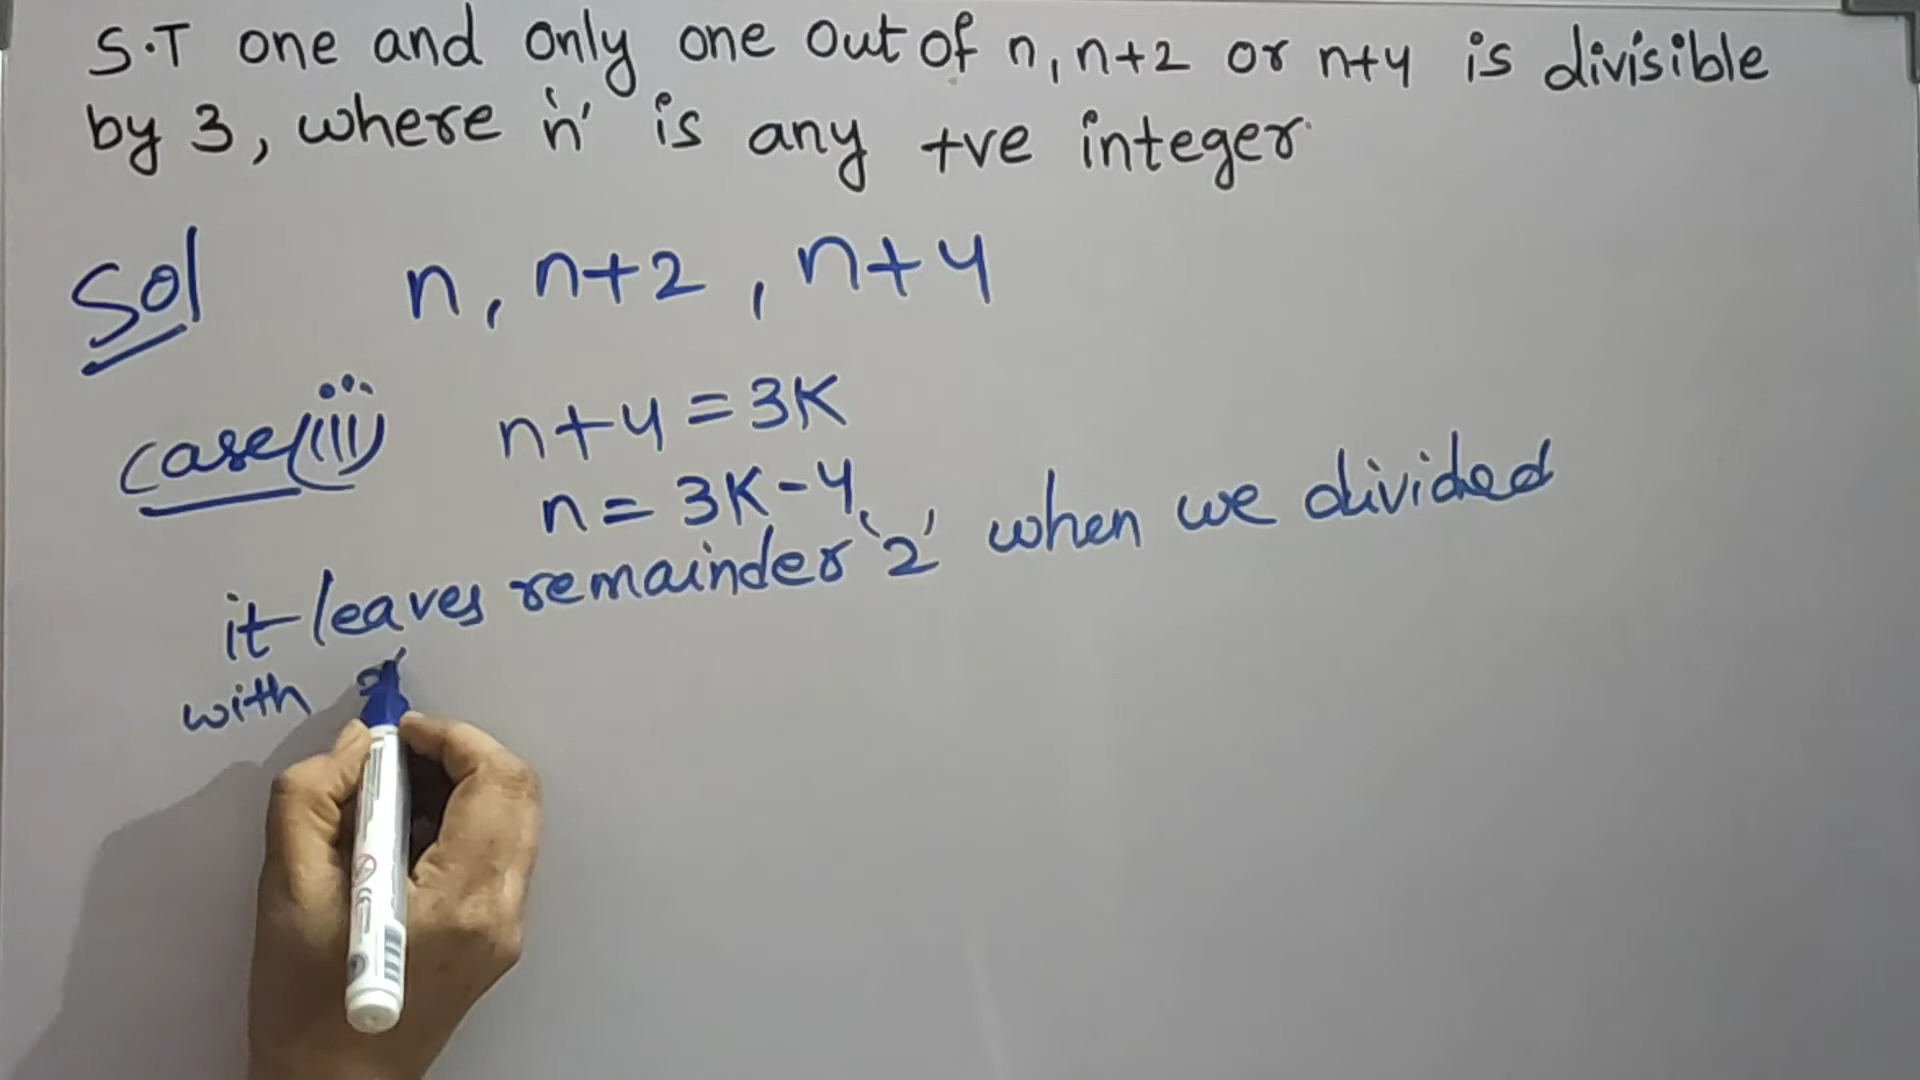 S.T one and only one out of n, n+2 or n+4 is divisible
by 3, where 'n' is any +ve integer.
Sol n, n+2, n+4
case(iii) n+4=3K
n=3K-4
it leaves remainder '2' when we divided
with